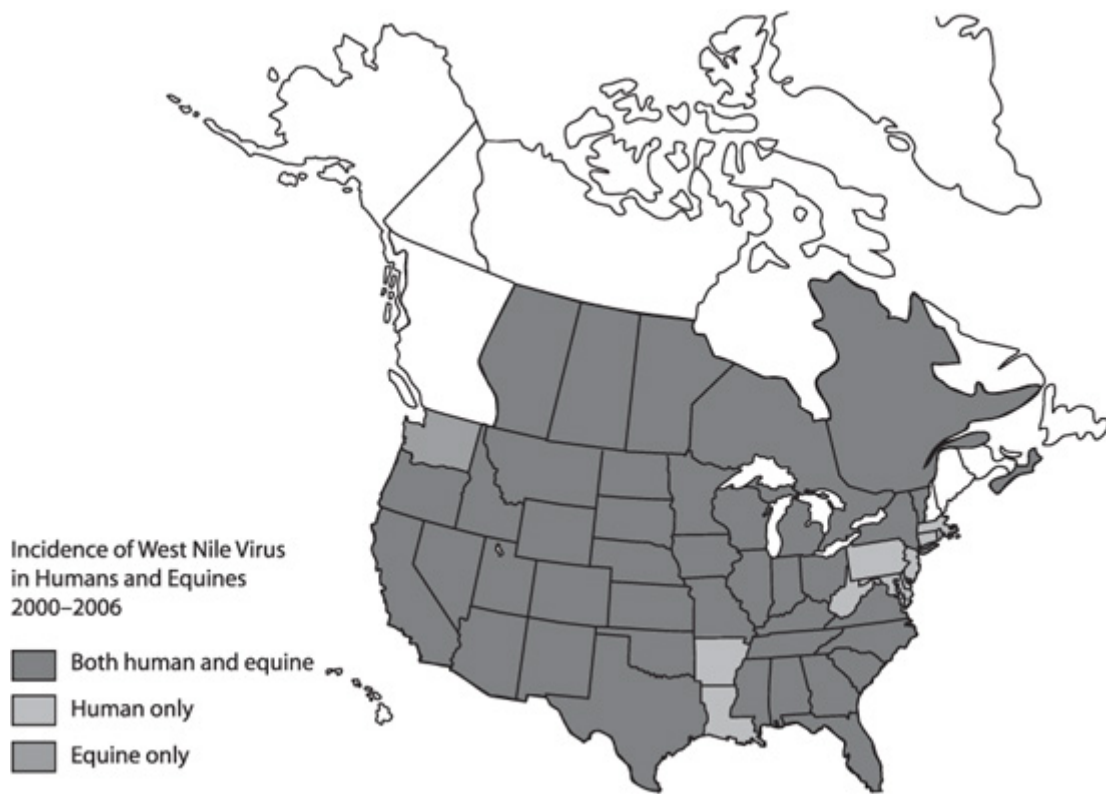 Incidence of West Nile Virus
in Humans and Equines
2000–2006
Both human and equine
Human only
Equine only